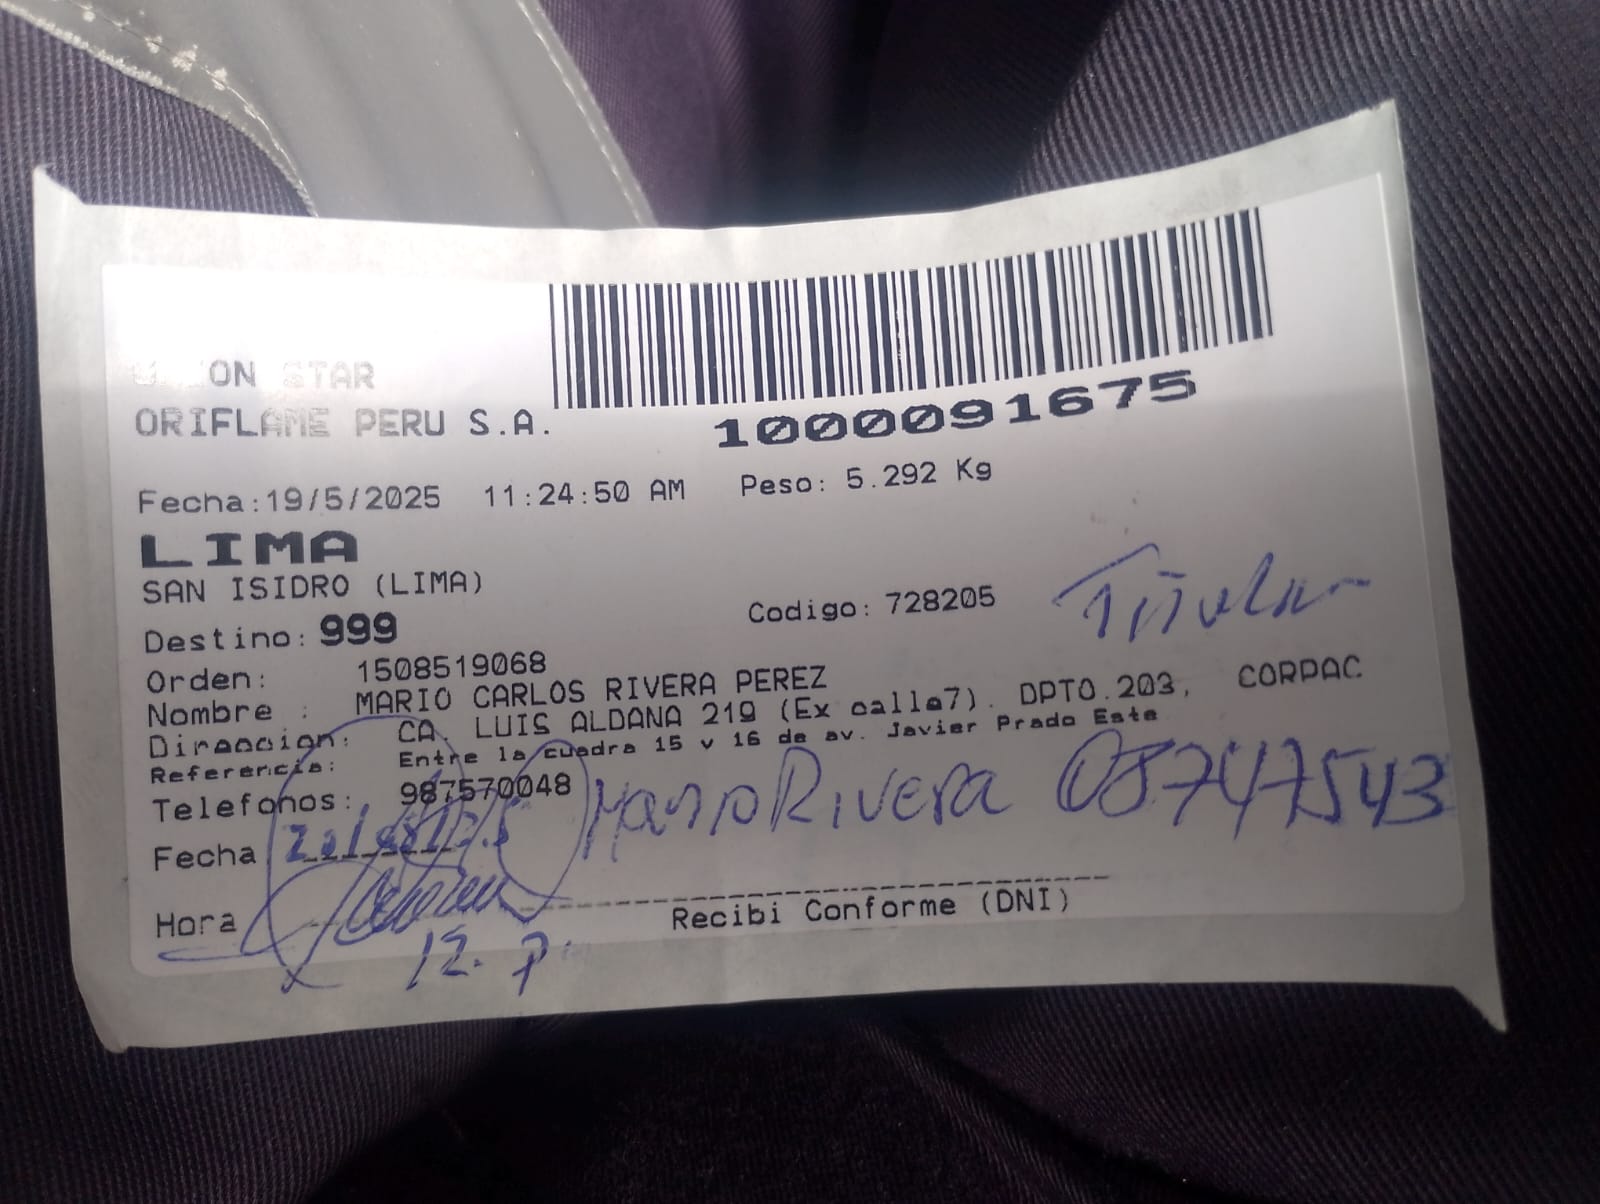 STAR
ORIFLAME PERU S.A.
1000091675
Fecha:19/5/2025 11:24:50 AM Peso: 5.292 Kg
LIMA
SAN ISIDRO (LIMA)
Destino: 999 Codigo: 728205 Titular
Orden: 1508519068
Nombre : MARIO CARLOS RIVERA PEREZ
Direccion: CA. LUIS ALDANA 219 (Ex calle7). DPTO.203, CORPAC
Referencia: Entre la cuadra 15 y 16 de av. Javier Prado Este
Telefonos: 987570048
Mario Rivera 08747543
Fecha
Hora
Recibi Conforme (DNI)
12.